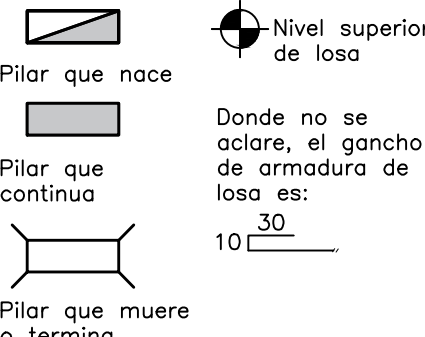 Pilar que nace
Pilar que
continua
Pilar que muere
o termina
Nivel superior
de losa
Donde no se
aclare, el gancho
de armadura de
losa es:
30
10